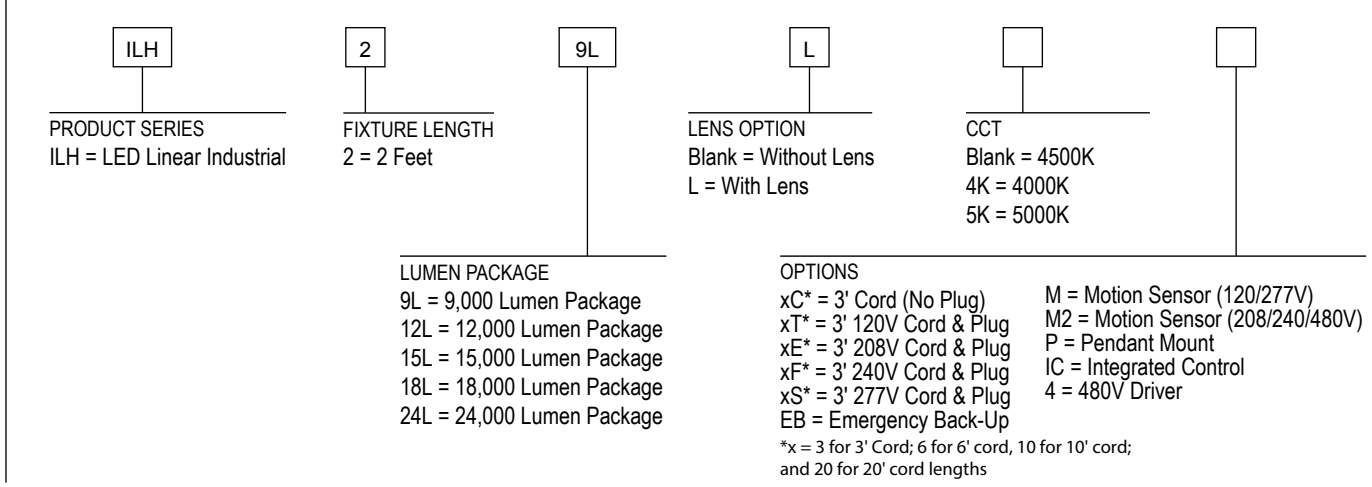 ILH 2 9L L
PRODUCT SERIES
ILH = LED Linear Industrial
FIXTURE LENGTH
2 = 2 Feet
LENS OPTION
Blank = Without Lens
L = With Lens
CCT
Blank = 4500K
4K = 4000K
5K = 5000K
LUMEN PACKAGE
9L = 9,000 Lumen Package
12L = 12,000 Lumen Package
15L = 15,000 Lumen Package
18L = 18,000 Lumen Package
24L = 24,000 Lumen Package
OPTIONS
xC* = 3' Cord (No Plug)
xT* = 3' 120V Cord & Plug
xE* = 3' 208V Cord & Plug
xF* = 3' 240V Cord & Plug
xS* = 3' 277V Cord & Plug
EB = Emergency Back-Up
*x = 3 for 3' Cord; 6 for 6' cord, 10 for 10' cord;
and 20 for 20' cord lengths
M = Motion Sensor (120/277V)
M2 = Motion Sensor (208/240/480V)
P = Pendant Mount
IC = Integrated Control
4 = 480V Driver